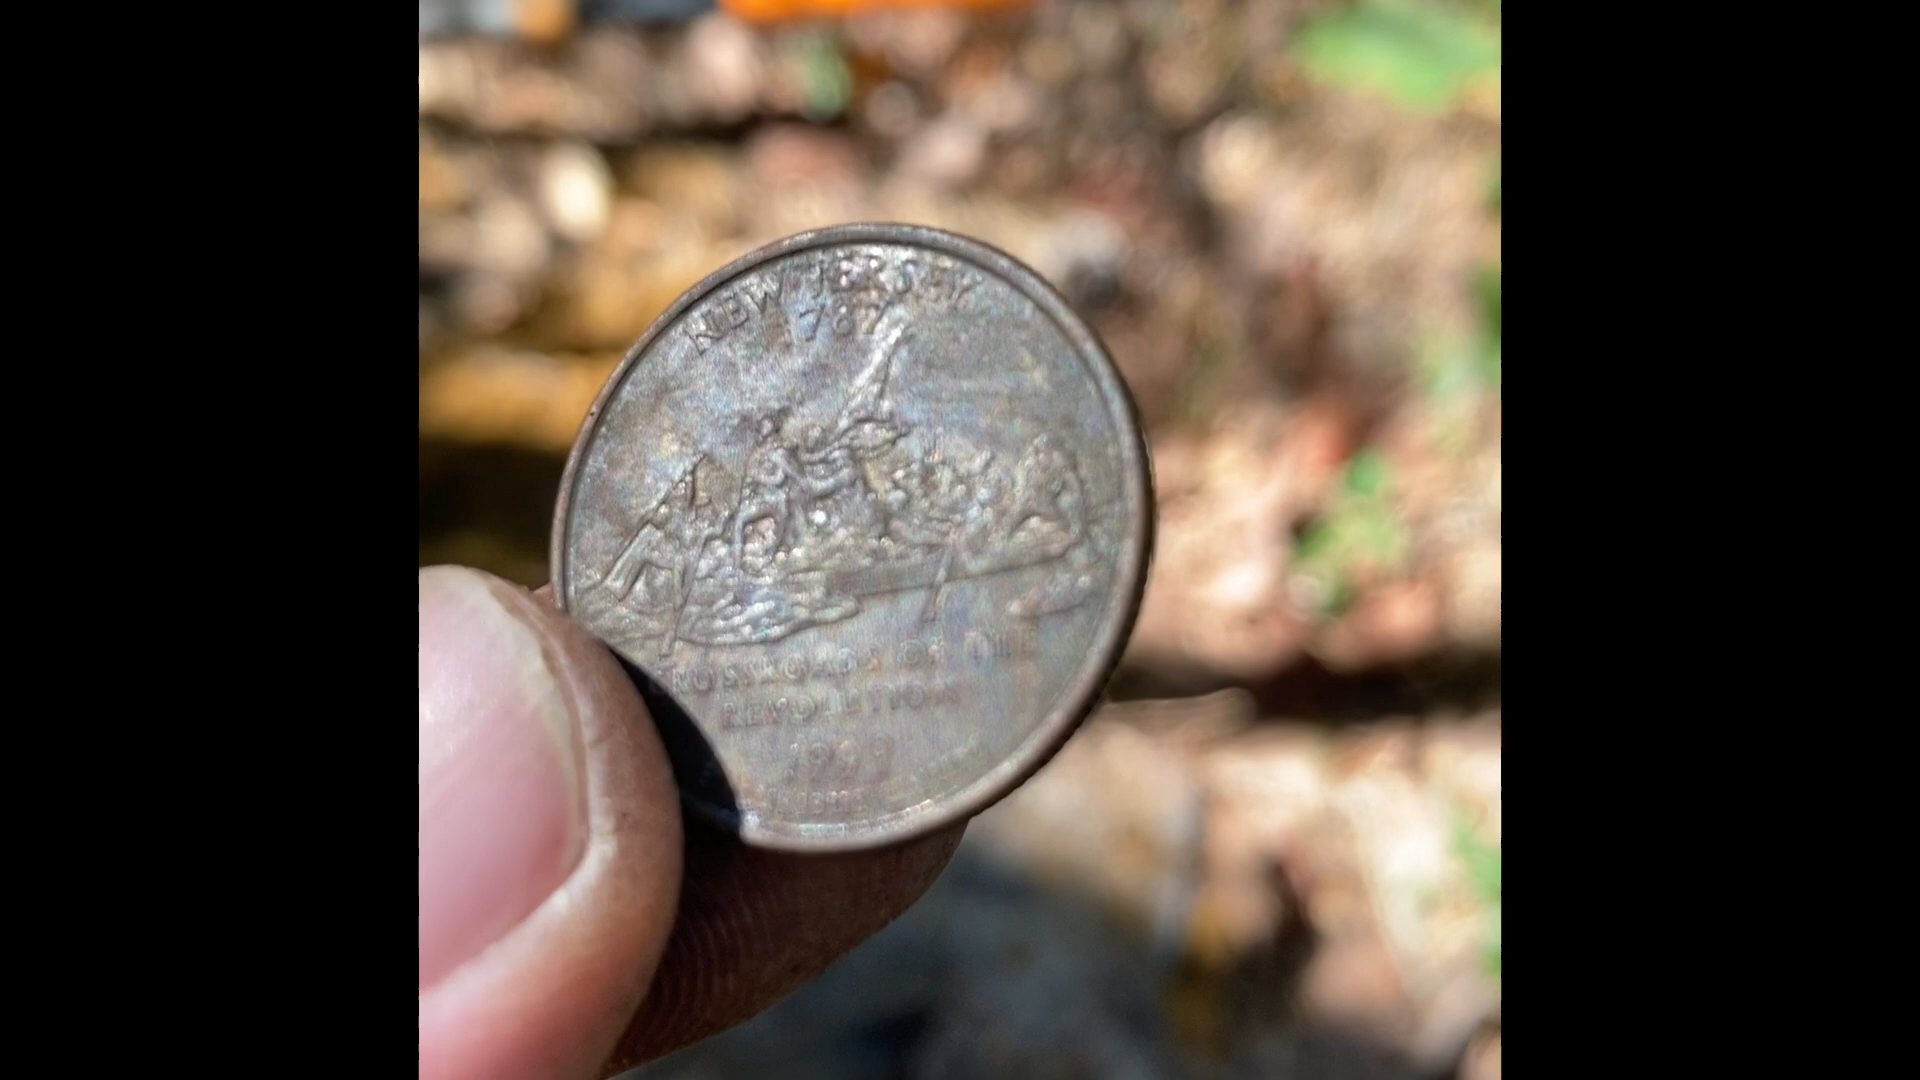 NEW JERSEY
1787
CROSSROADS OF THE
REVOLUTION
1999